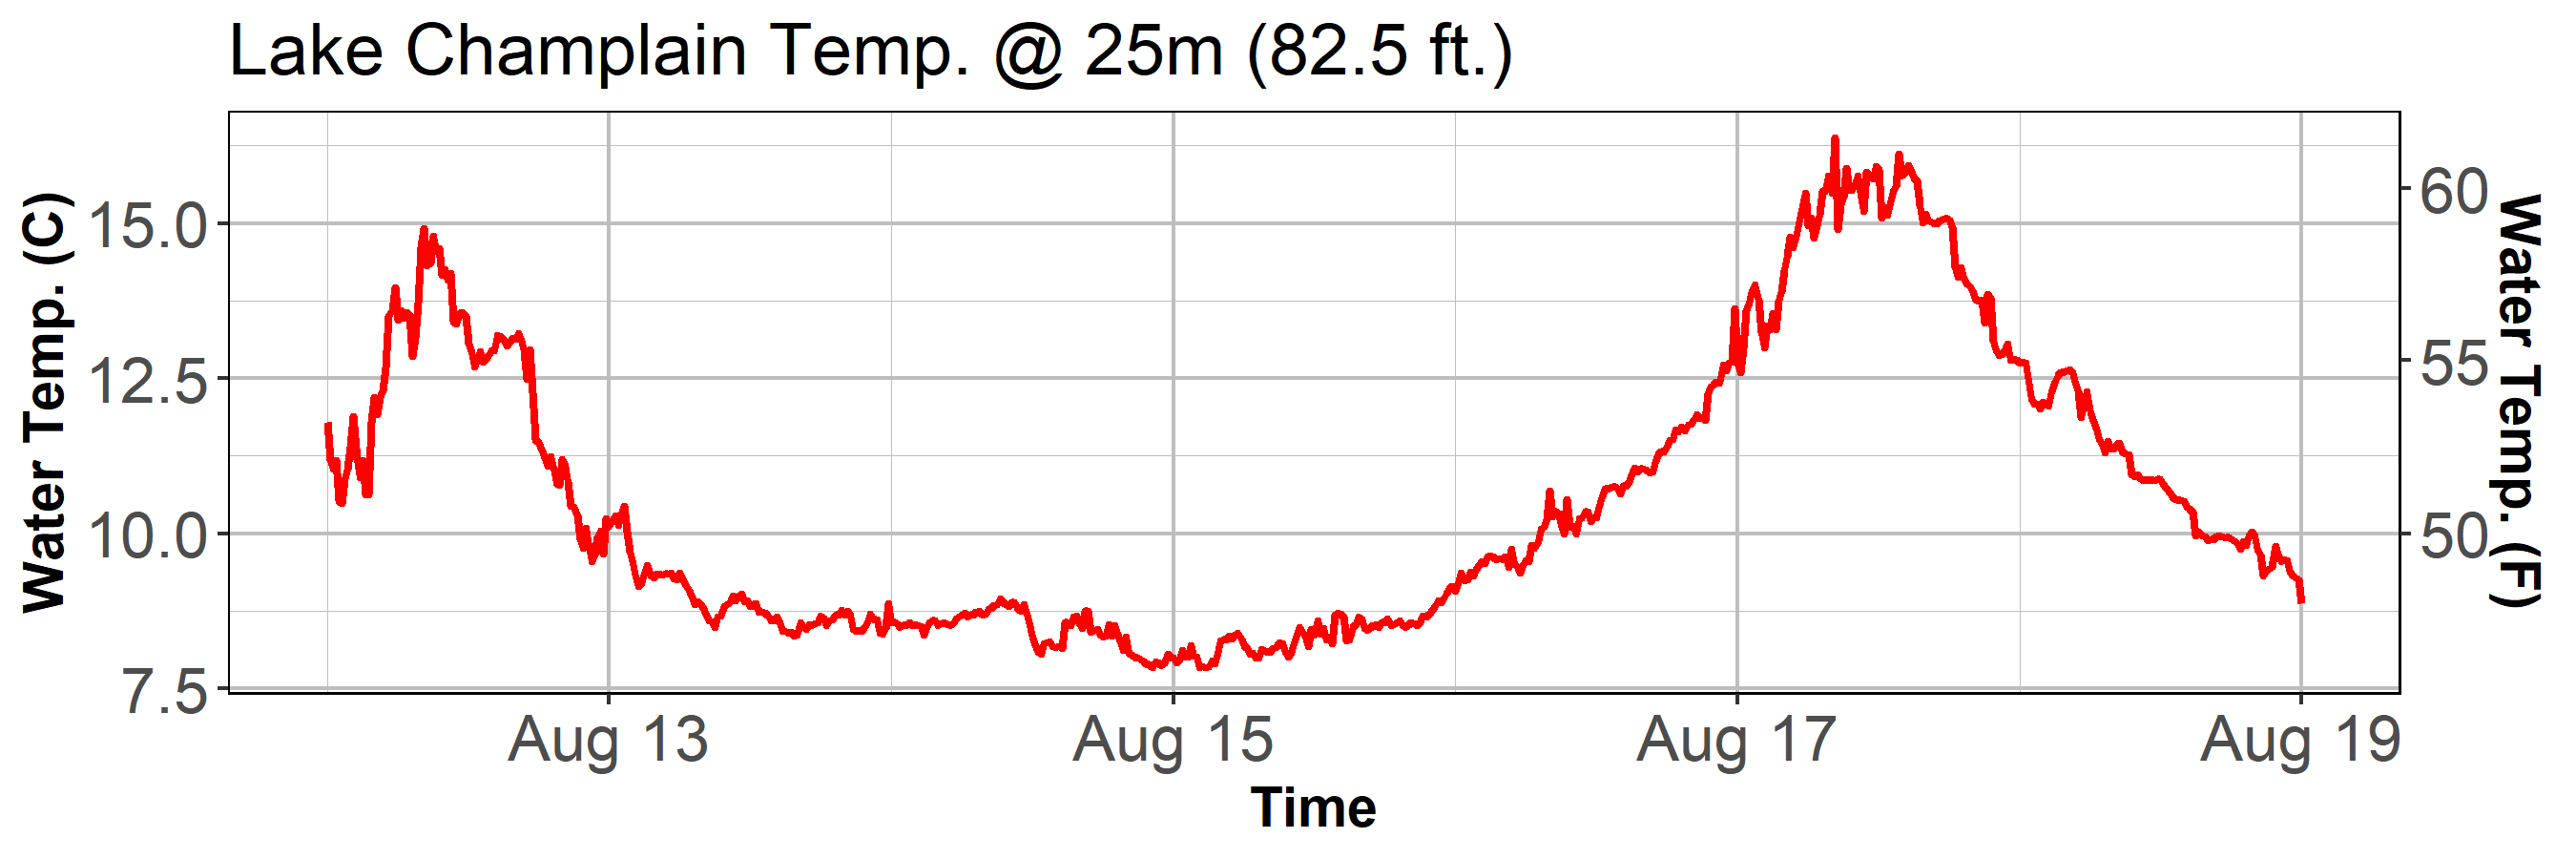 Lake Champlain Temp. @ 25m (82.5 ft.)
Water Temp. (C)
15.0
12.5
10.0
7.5
60
55
50
Water Temp. (F)
Aug 13
Aug 15
Aug 17
Aug 19
Time